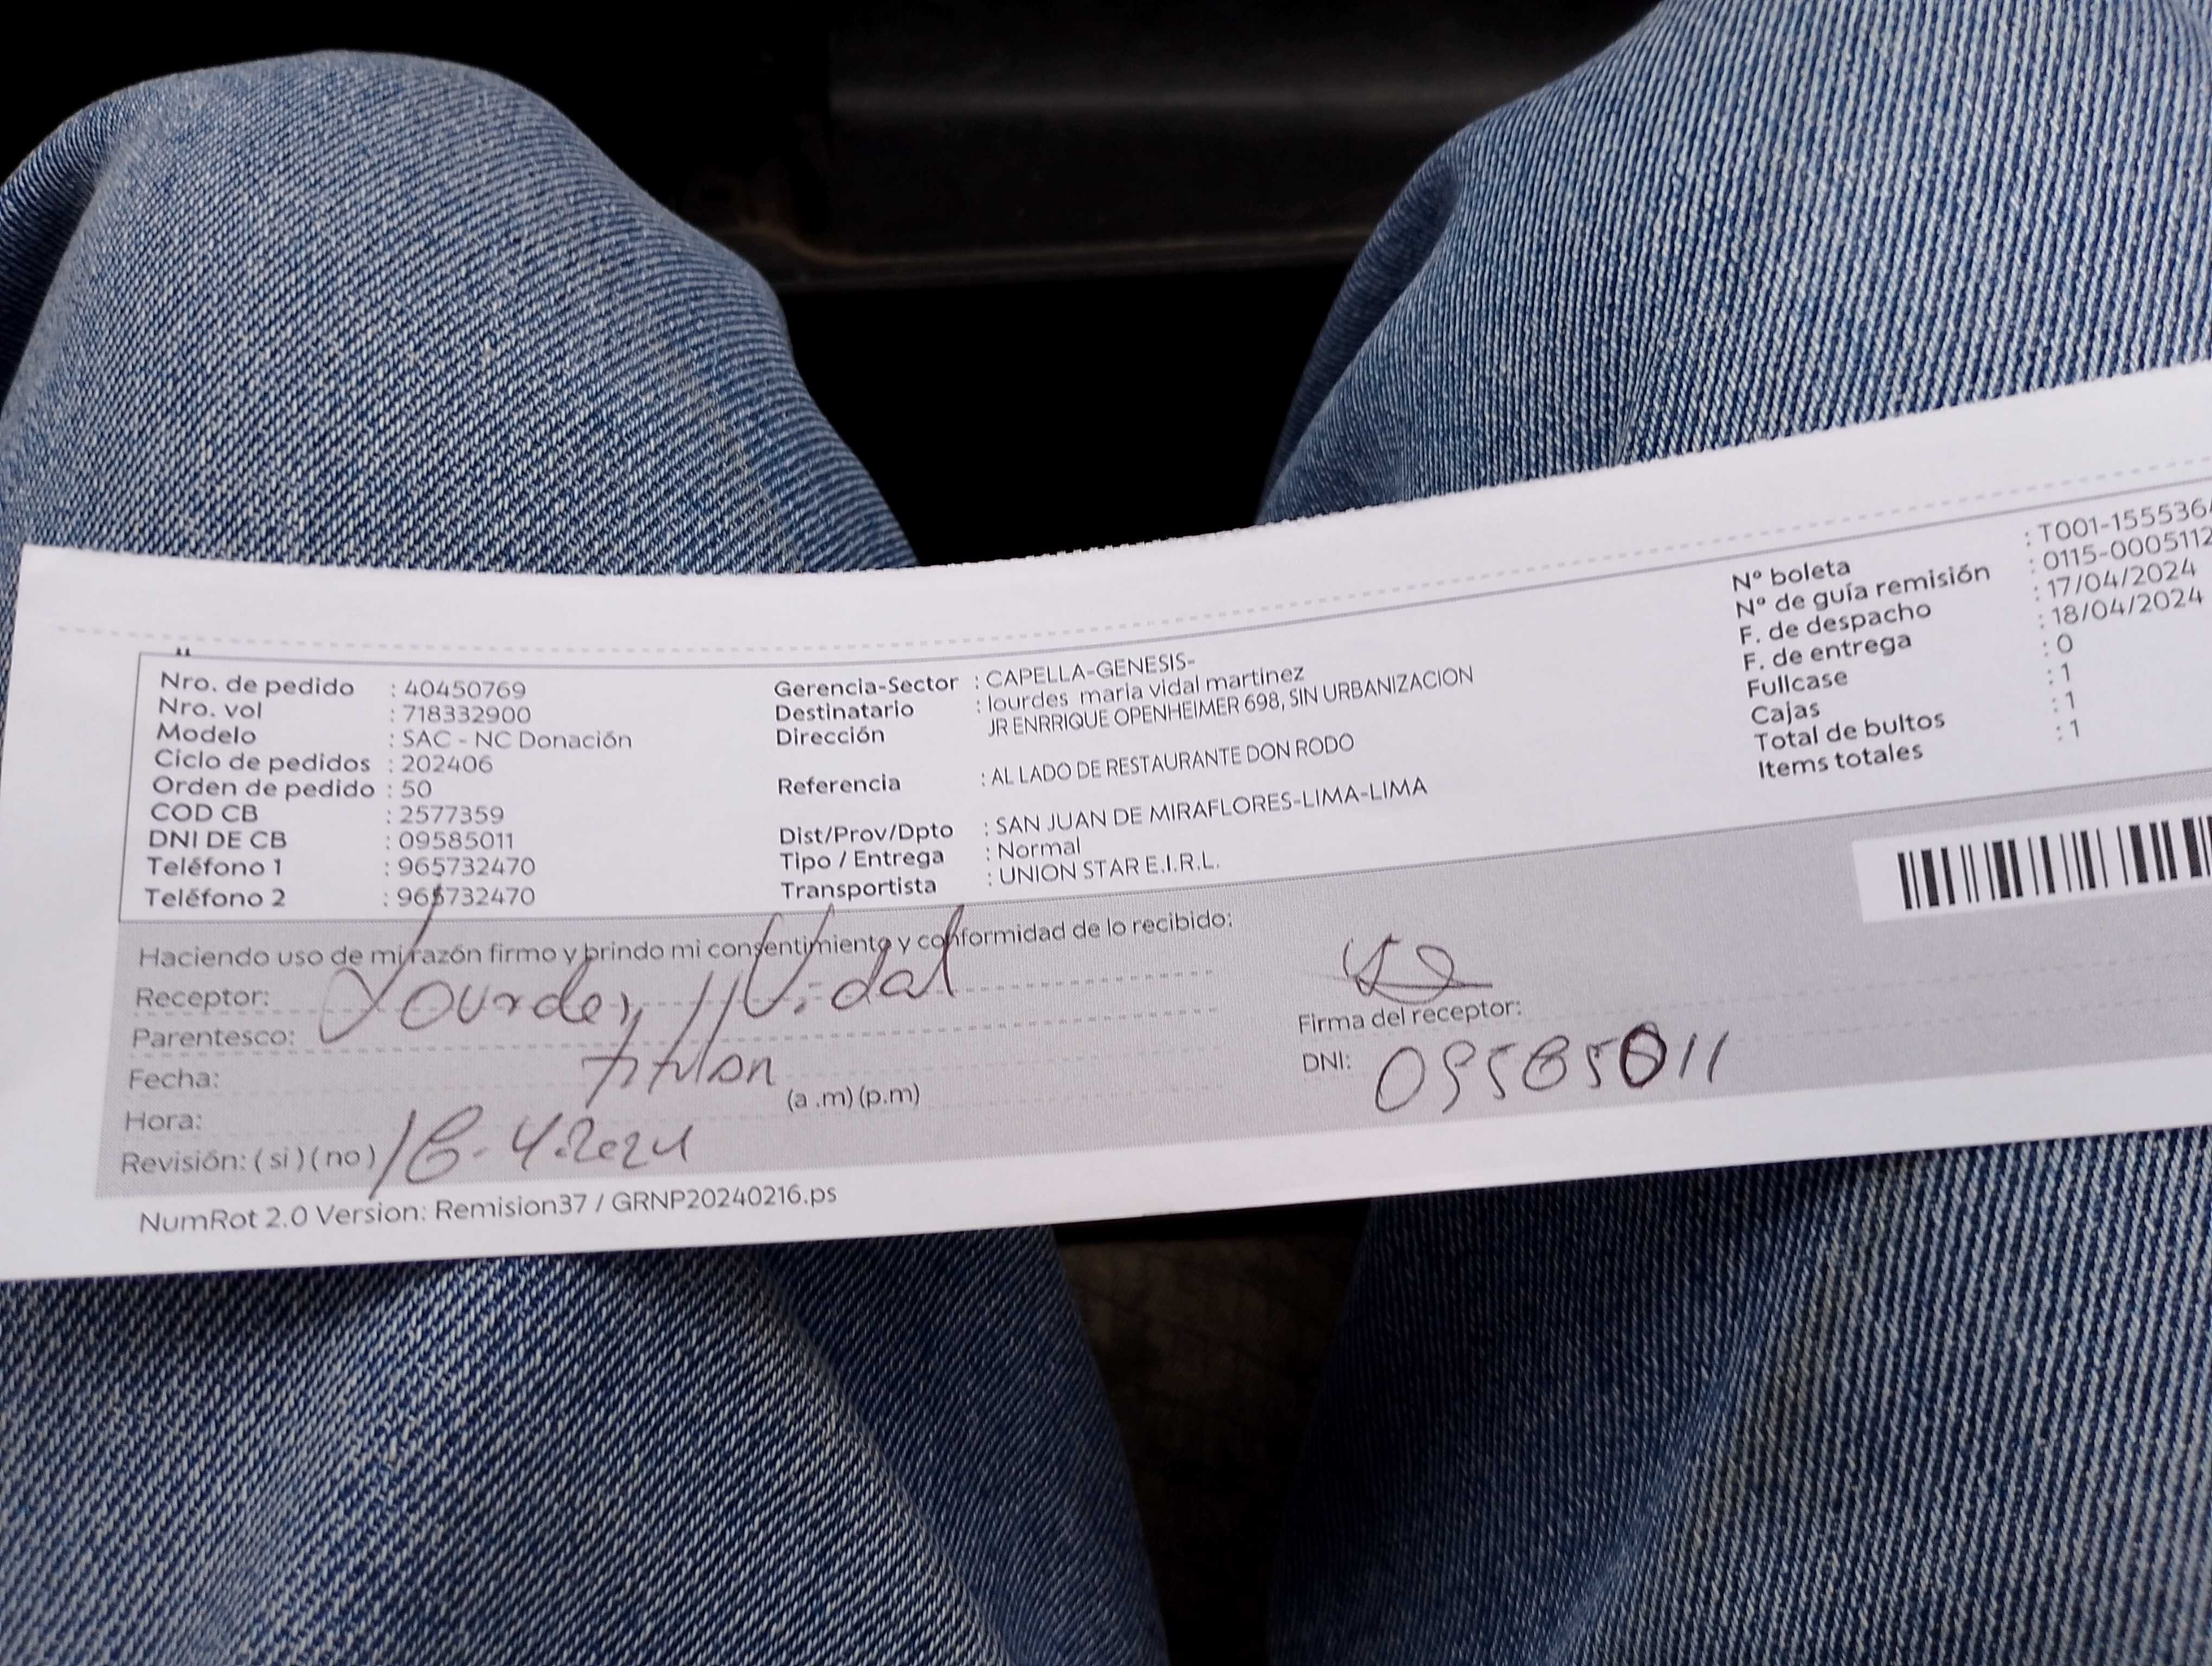 Nro. de pedido : 40450769
Nro. vol : 718332900
Modelo : SAC - NC Donación
Ciclo de pedidos : 202406
Orden de pedido : 50
COD CB : 2577359
DNI DE CB : 09585011
Teléfono 1 : 965732470
Teléfono 2 : 965732470
Gerencia-Sector : CAPELLA-GENESIS-
Destinatario : lourdes maria vidal martinez
Dirección JR ENRRIQUE OPENHEIMER 698, SIN URBANIZACION
Referencia : AL LADO DE RESTAURANTE DON RODO
Dist/Prov/Dpto : SAN JUAN DE MIRAFLORES-LIMA-LIMA
Tipo / Entrega : Normal
Transportista : UNION STAR E.I.R.L.
Nº boleta : T001-1555364
Nº de guía remisión : 0115-0005112
F. de despacho : 17/04/2024
F. de entrega : 18/04/2024
Fullcase : 0
Cajas : 1
Total de bultos : 1
Items totales : 1
Haciendo uso de mi razón firmo y brindo mi consentimiento y conformidad de lo recibido:
Receptor: Lourdes Vidal
Parentesco:
Fecha:
(a .m) (p.m)
Hora:
Revisión: ( si ) ( no ) 18-4-2024
Firma del receptor:
DNI: 09585011
NumRot 2.0 Version: Remision37 / GRNP20240216.ps